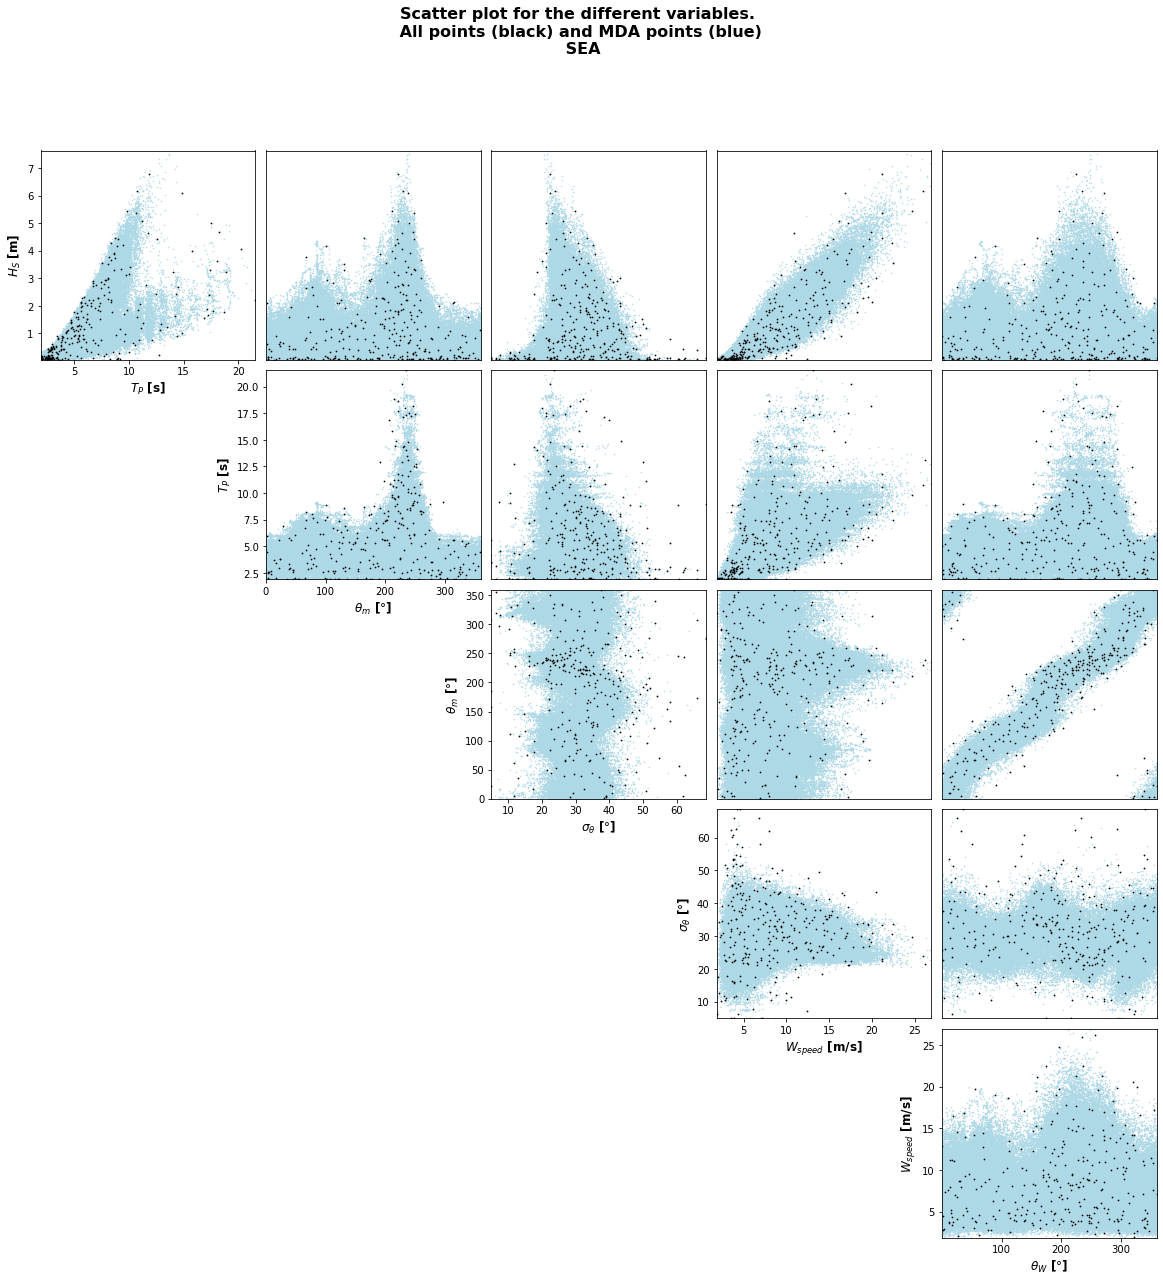 Scatter plot for the different variables.
All points (black) and MDA points (blue)
SEA
7
6
5
4
3
2
1
H_S [m]
5 10 15 20
T_P [s]
20.0
17.5
15.0
12.5
10.0
7.5
5.0
2.5
T_P [s]
0 100 200 300
θ_m [°]
350
300
250
200
150
100
50
0
θ_m [°]
10 20 30 40 50 60
σ_θ [°]
60
50
40
30
20
10
σ_θ [°]
5 10 15 20 25
W_speed [m/s]
25
20
15
10
5
W_speed [m/s]
100 200 300
θ_W [°]